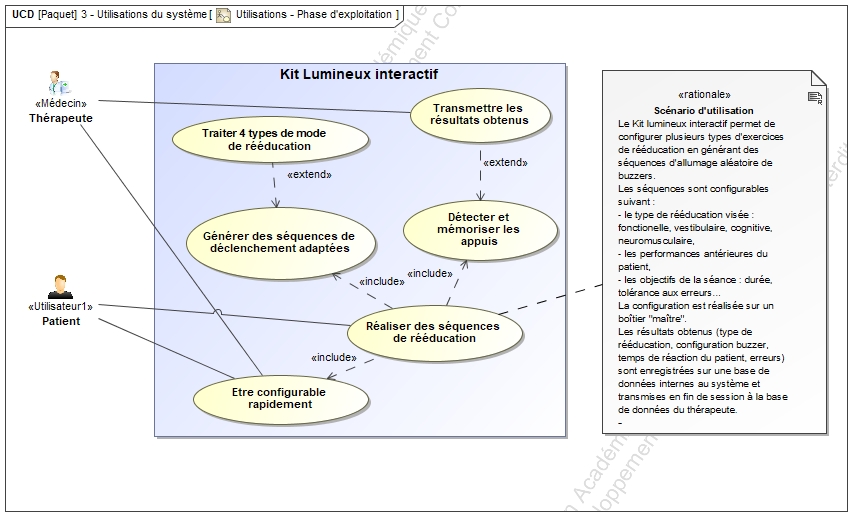 UCD [Paquet] 3 - Utilisations du système [ Utilisations - Phase d'exploitation ]
Kit Lumineux interactif
«Médecin»
Thérapeute
Transmettre les
résultats obtenus
Traiter 4 types de mode
de rééducation
«extend»
«extend»
Générer des séquences de
déclenchement adaptées
Détecter et
mémoriser les
appuis
«include»
«include»
«Utilisateur1»
Patient
Réaliser des séquences
de rééducation
«include»
Etre configurable
rapidement
«rationale»
Scénario d'utilisation
Le Kit lumineux interactif permet de
configurer plusieurs types d'exercices
de rééducation en générant des
séquences d'allumage aléatoire de
buzzers.
Les séquences sont configurables
suivant :
- le type de rééducation visée :
fonctionelle, vestibulaire, cognitive,
neuromusculaire,
- les performances antérieures du
patient,
- les objectifs de la séance : durée,
tolérance aux erreurs...
La configuration est réalisée sur un
boîtier "maître".
Les résultats obtenus (type de
rééducation, configuration buzzer,
temps de réaction du patient, erreurs)
sont enregistrées sur une base de
données internes au système et
transmises en fin de session à la base
de données du thérapeute.
-